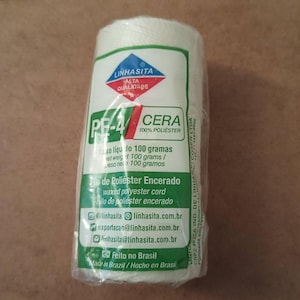 LINHASITA
ALTA
QUALIDADE
PE-4
CERA
100% POLIÉSTER
Peso líquido 100 gramas
net weight 100 grams /
peso neto 100 gramos
Fio de Poliéster Encerado
waxed polyester cord
hilo de poliéster encerado
linhasita linhasita.com.br
exportacao@linhasita.com.br
linhasita@linhasita.com.br
Feito no Brasil
Made in Brazil / Hecho en Brasil